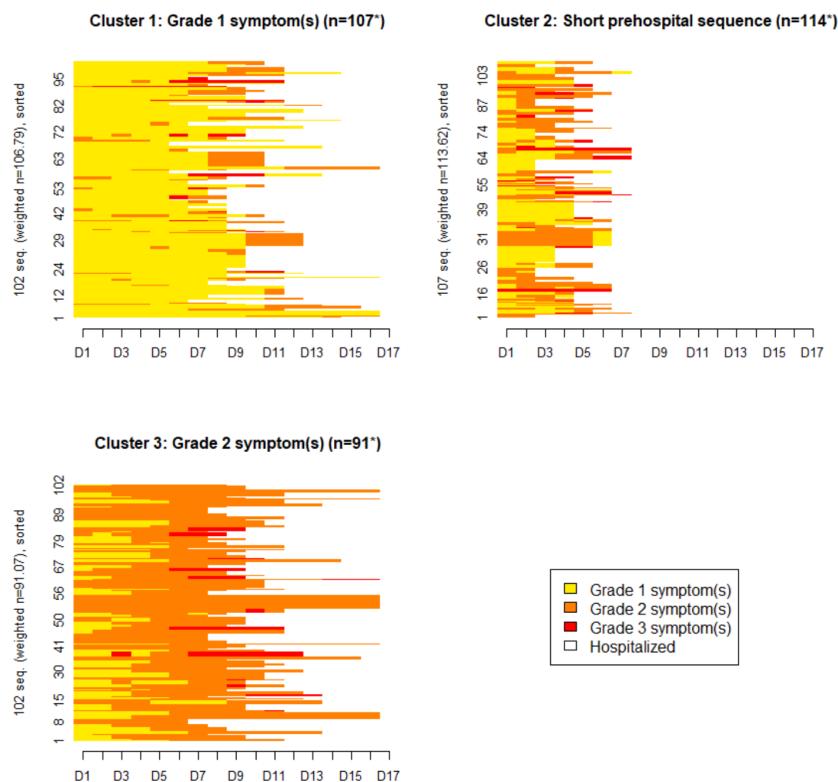 Cluster 1: Grade 1 symptom(s) (n=107*)
102 seq. (weighted n=106.79), sorted
95
82
72
63
53
42
29
24
12
1
D1 D3 D5 D7 D9 D11 D13 D15 D17
Cluster 2: Short prehospital sequence (n=114*)
107 seq. (weighted n=113.62), sorted
103
87
74
64
55
39
31
26
16
1
D1 D3 D5 D7 D9 D11 D13 D15 D17
Cluster 3: Grade 2 symptom(s) (n=91*)
102 seq. (weighted n=91.07), sorted
102
89
79
67
56
50
41
30
15
8
1
D1 D3 D5 D7 D9 D11 D13 D15 D17
Grade 1 symptom(s)
Grade 2 symptom(s)
Grade 3 symptom(s)
Hospitalized